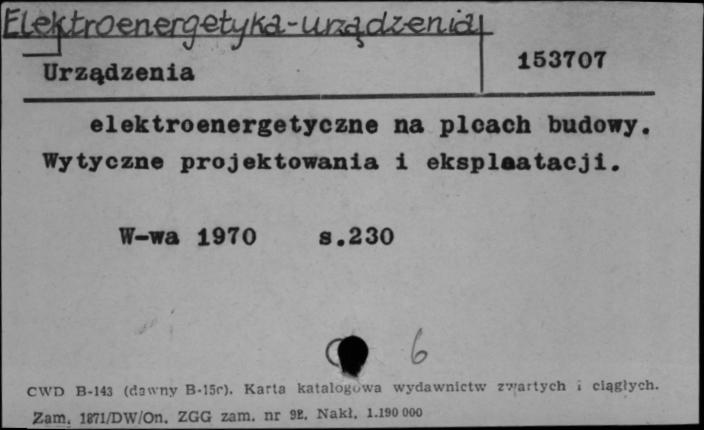 Elektroenergetyka-urządzenia
Urządzenia
153707
elektroenergetyczne na plcach budowy.
Wytyczne projektowania i eksplaatacji.
W-wa 1970 s.230
6
CWD B-143 (dawny B-15c). Karta katalogowa wydawnictw zwartych i ciągłych.
Zam. 1871/DW/On. ZGG zam. nr 92. Nakł. 1.190 000